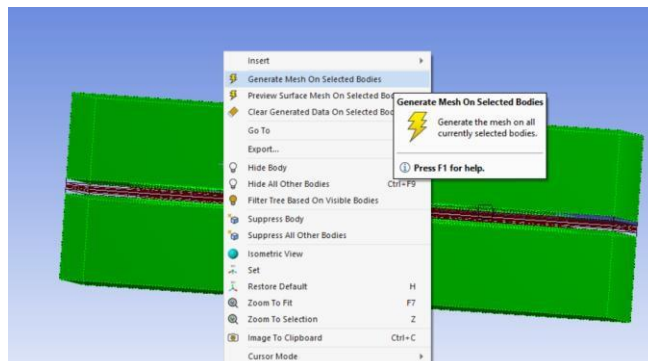 Insert
Generate Mesh On Selected Bodies
Preview Surface Mesh On Selected Bo
Clear Generated Data On Selected Bod
Generate Mesh On Selected Bodies
Generate the mesh on all
currently selected bodies.
Press F1 for help.
Go To
Export...
Hide Body
Hide All Other Bodies Ctrl+F9
Filter Tree Based On Visible Bodies
Suppress Body
Suppress All Other Bodies
Isometric View
Set
Restore Default H
Zoom To Fit F7
Zoom To Selection Z
Image To Clipboard Ctrl+C
Cursor Mode